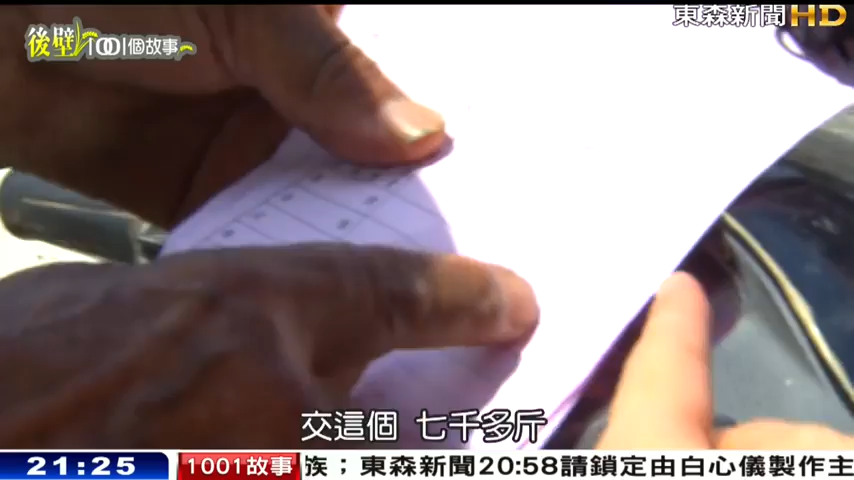 東森新聞HD
後壁1001個故事~
交這個 七千多斤
21:25
1001故事
族；東森新聞20:58請鎖定由白心儀製作主